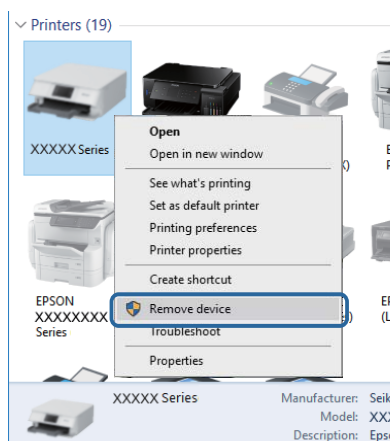 Printers (19)
XXXXX Series
Open
Open in new window
See what's printing
Set as default printer
Printing preferences
Printer properties
Create shortcut
Remove device
Troubleshoot
Properties
EPSON
XXXXXXXX
Series
XXXXX Series
Manufacturer:
Model:
Description: